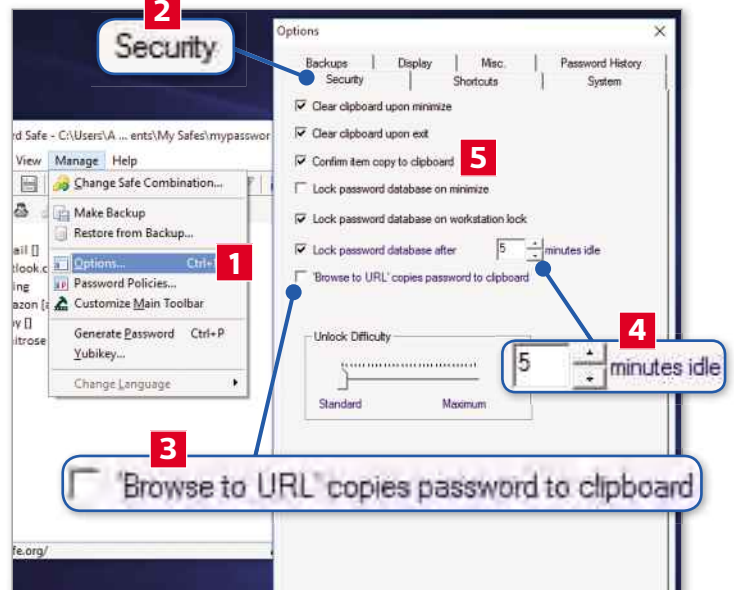 2
Security
Options
Backups
Display
Misc.
Password History
Security
Shortcuts
System
Clear clipboard upon minimize
Clear clipboard upon exit
Confirm item copy to clipboard
5
Lock password database on minimize
Lock password database on workstation lock
Lock password database after 5 minutes idle
'Browse to URL' copies password to clipboard
Unlock Difficulty
Standard
Maximum
rd Safe - C:\Users\A ... ents\My Safes\mypasswor
View Manage Help
Change Safe Combination...
Make Backup
Restore from Backup...
Options... Ctrl+
1
Password Policies...
Customize Main Toolbar
Generate Password Ctrl+P
Yubikey...
Change Language
ail []
tlook.c
ing
azon [
y []
itrose
4
5 minutes idle
3
'Browse to URL' copies password to clipboard
fe.org/